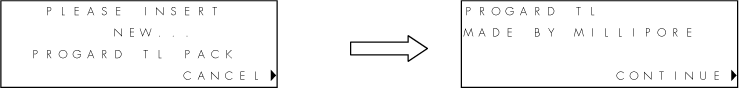 PLEASE INSERT
NEW...
PROGARD TL PACK
CANCEL
PROGARD TL
MADE BY MILLIPORE
CONTINUE